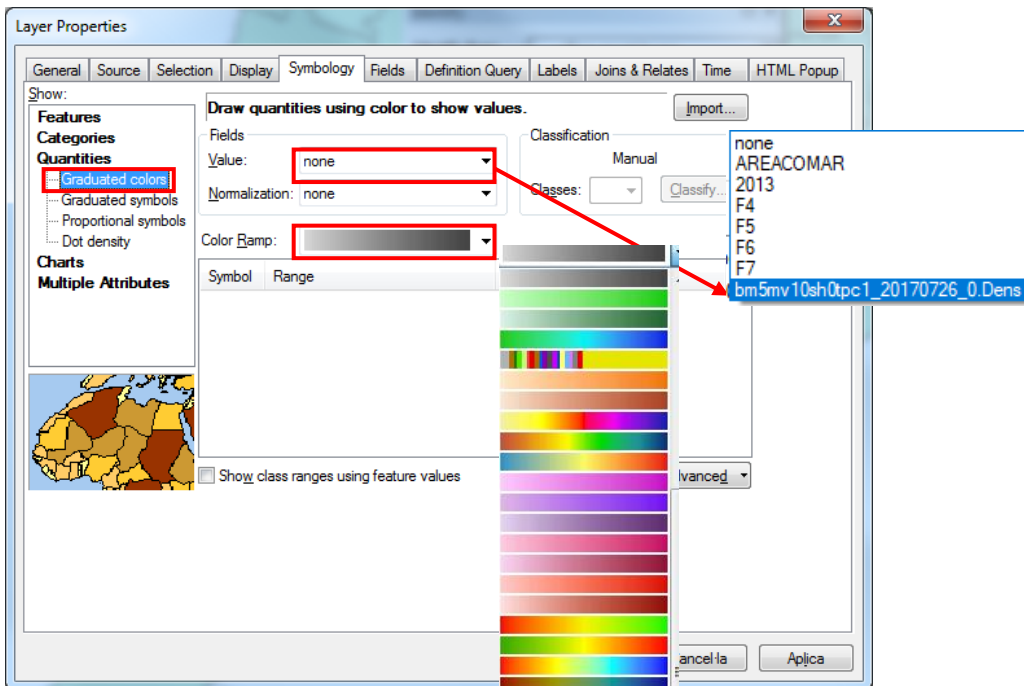 Layer Properties
General Source Selection Display Symbology Fields Definition Query Labels Joins & Relates Time HTML Popup
Show:
Features
Categories
Quantities
Graduated colors
Graduated symbols
Proportional symbols
Dot density
Charts
Multiple Attributes
Draw quantities using color to show values.
Import...
Fields
Value: none
Normalization: none
Classification
Manual
Classes:
Classify...
Color Ramp:
Symbol Range
none
AREACOMAR
2013
F4
F5
F6
F7
bm5mv10sh0tpc1_20170726_0.Dens
Show class ranges using feature values
vanced
ancel·la
Aplica